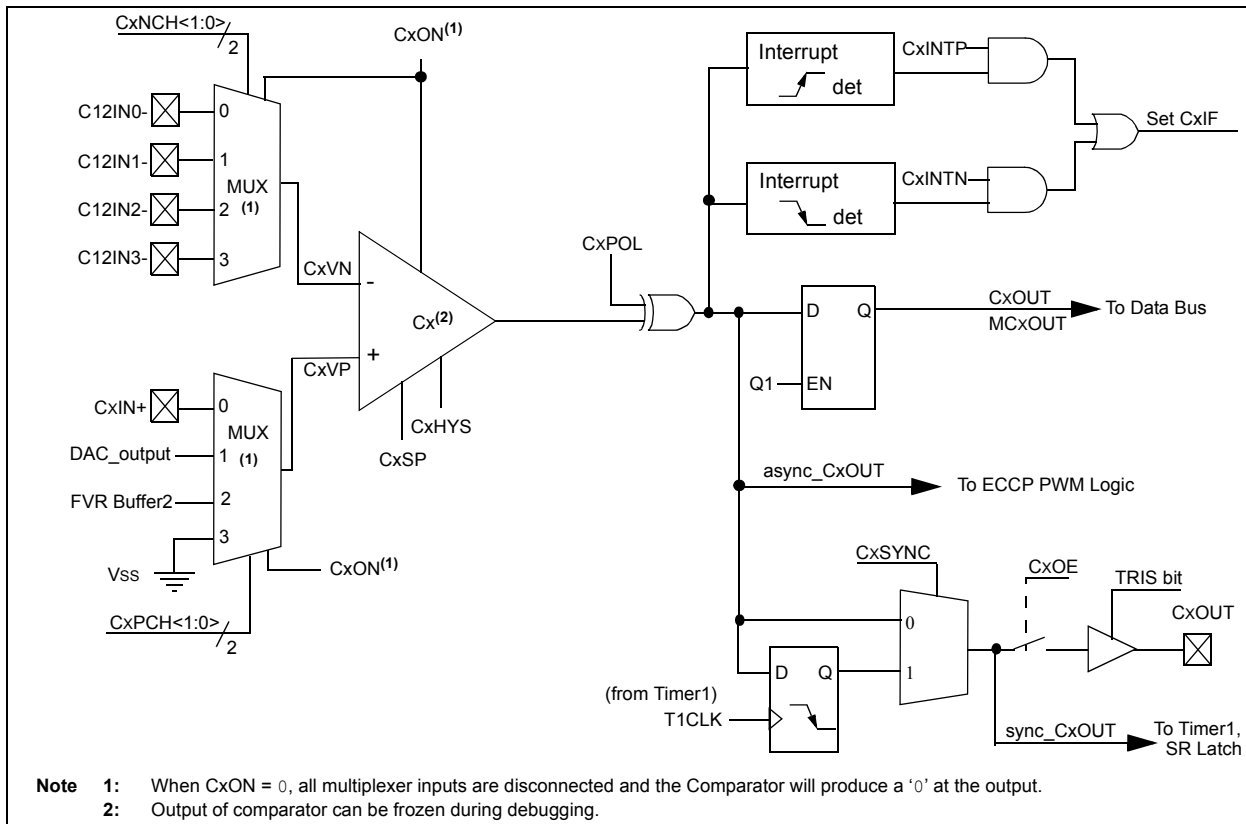 CxNCH<1:0>
2
CxON(1)
C12IN0-
C12IN1-
C12IN2-
C12IN3-
0
1
2
3
MUX
(1)
CxVN
-
Cx(2)
+
CxVP
CxHYS
CxSP
CxIN+
DAC_output
FVR Buffer2
VSS
0
1
2
3
MUX
(1)
CxON(1)
CxPCH<1:0>
2
CxPOL
Interrupt
det
CxINTP
Interrupt
det
CxINTN
Set CxIF
D
Q
Q1
EN
CxOUT
MCxOUT
To Data Bus
async_CxOUT
To ECCP PWM Logic
CxSYNC
0
1
D
Q
(from Timer1)
T1CLK
CxOE
TRIS bit
CxOUT
sync_CxOUT
To Timer1,
SR Latch
Note 1: When CxON = 0, all multiplexer inputs are disconnected and the Comparator will produce a ‘0’ at the output.
2: Output of comparator can be frozen during debugging.